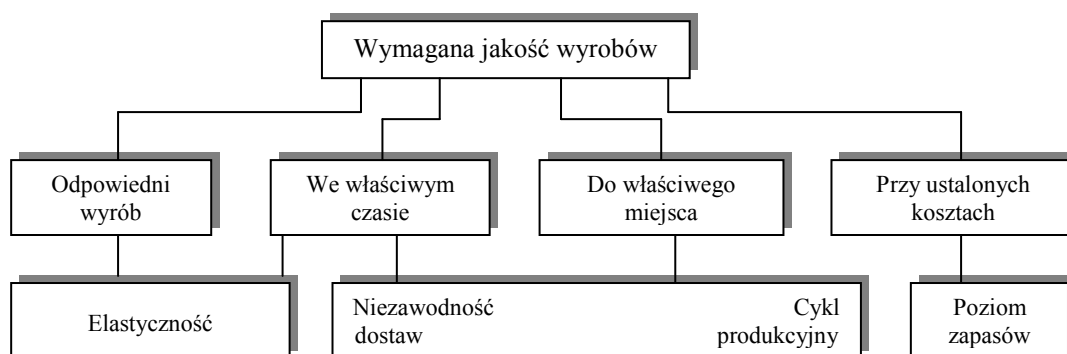 Wymagana jakość wyrobów
Odpowiedni
wyrób
We właściwym
czasie
Do właściwego
miejsca
Przy ustalonych
kosztach
Elastyczność
Niezawodność
dostaw
Cykl
produkcyjny
Poziom
zapasów